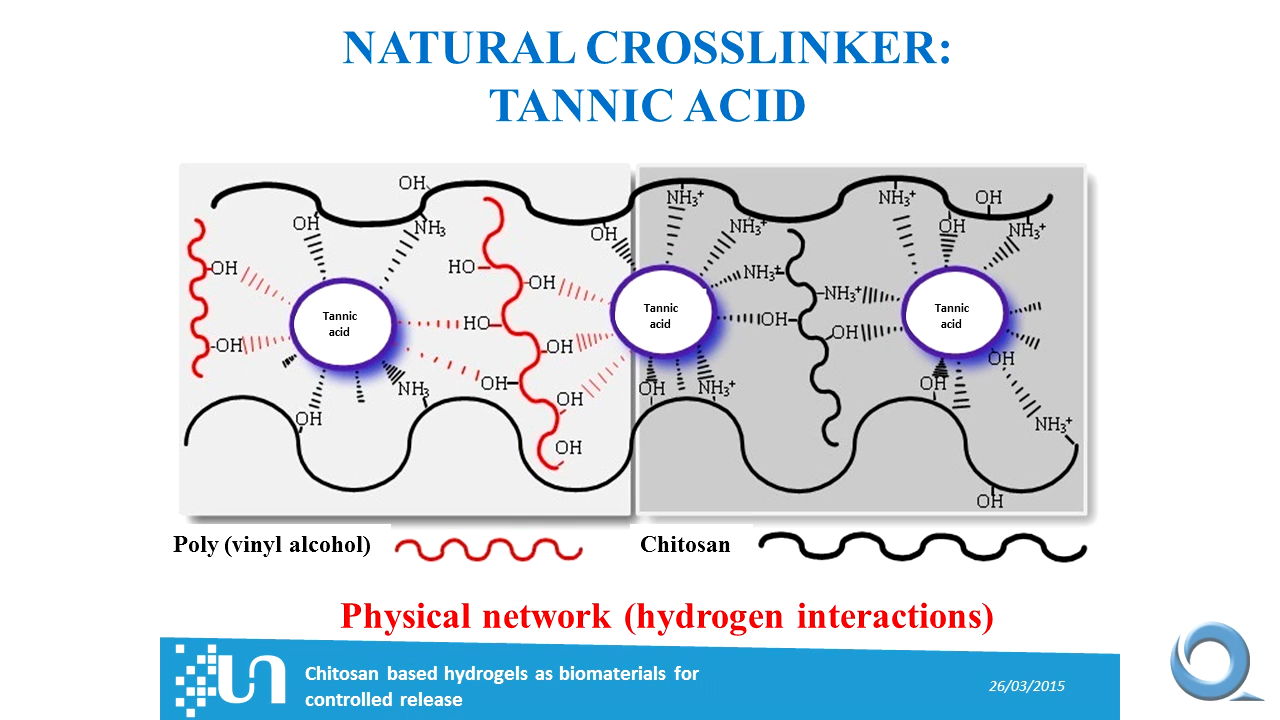 NATURAL CROSSLINKER:
TANNIC ACID
OH
NH₃⁺
NH₃⁺
OH
OH
NH₃
OH
NH₃⁺
OH
NH₃⁺
HO
OH
OH
NH₃⁺
NH₃⁺
Tannic
acid
Tannic
acid
Tannic
acid
HO
OH
OH
OH
OH
OH
OH
NH₃
OH
OH
NH₃⁺
OH
OH
NH₃⁺
OH
OH
Poly (vinyl alcohol)
Chitosan
Physical network (hydrogen interactions)
un
Chitosan based hydrogels as biomaterials for
controlled release
26/03/2015